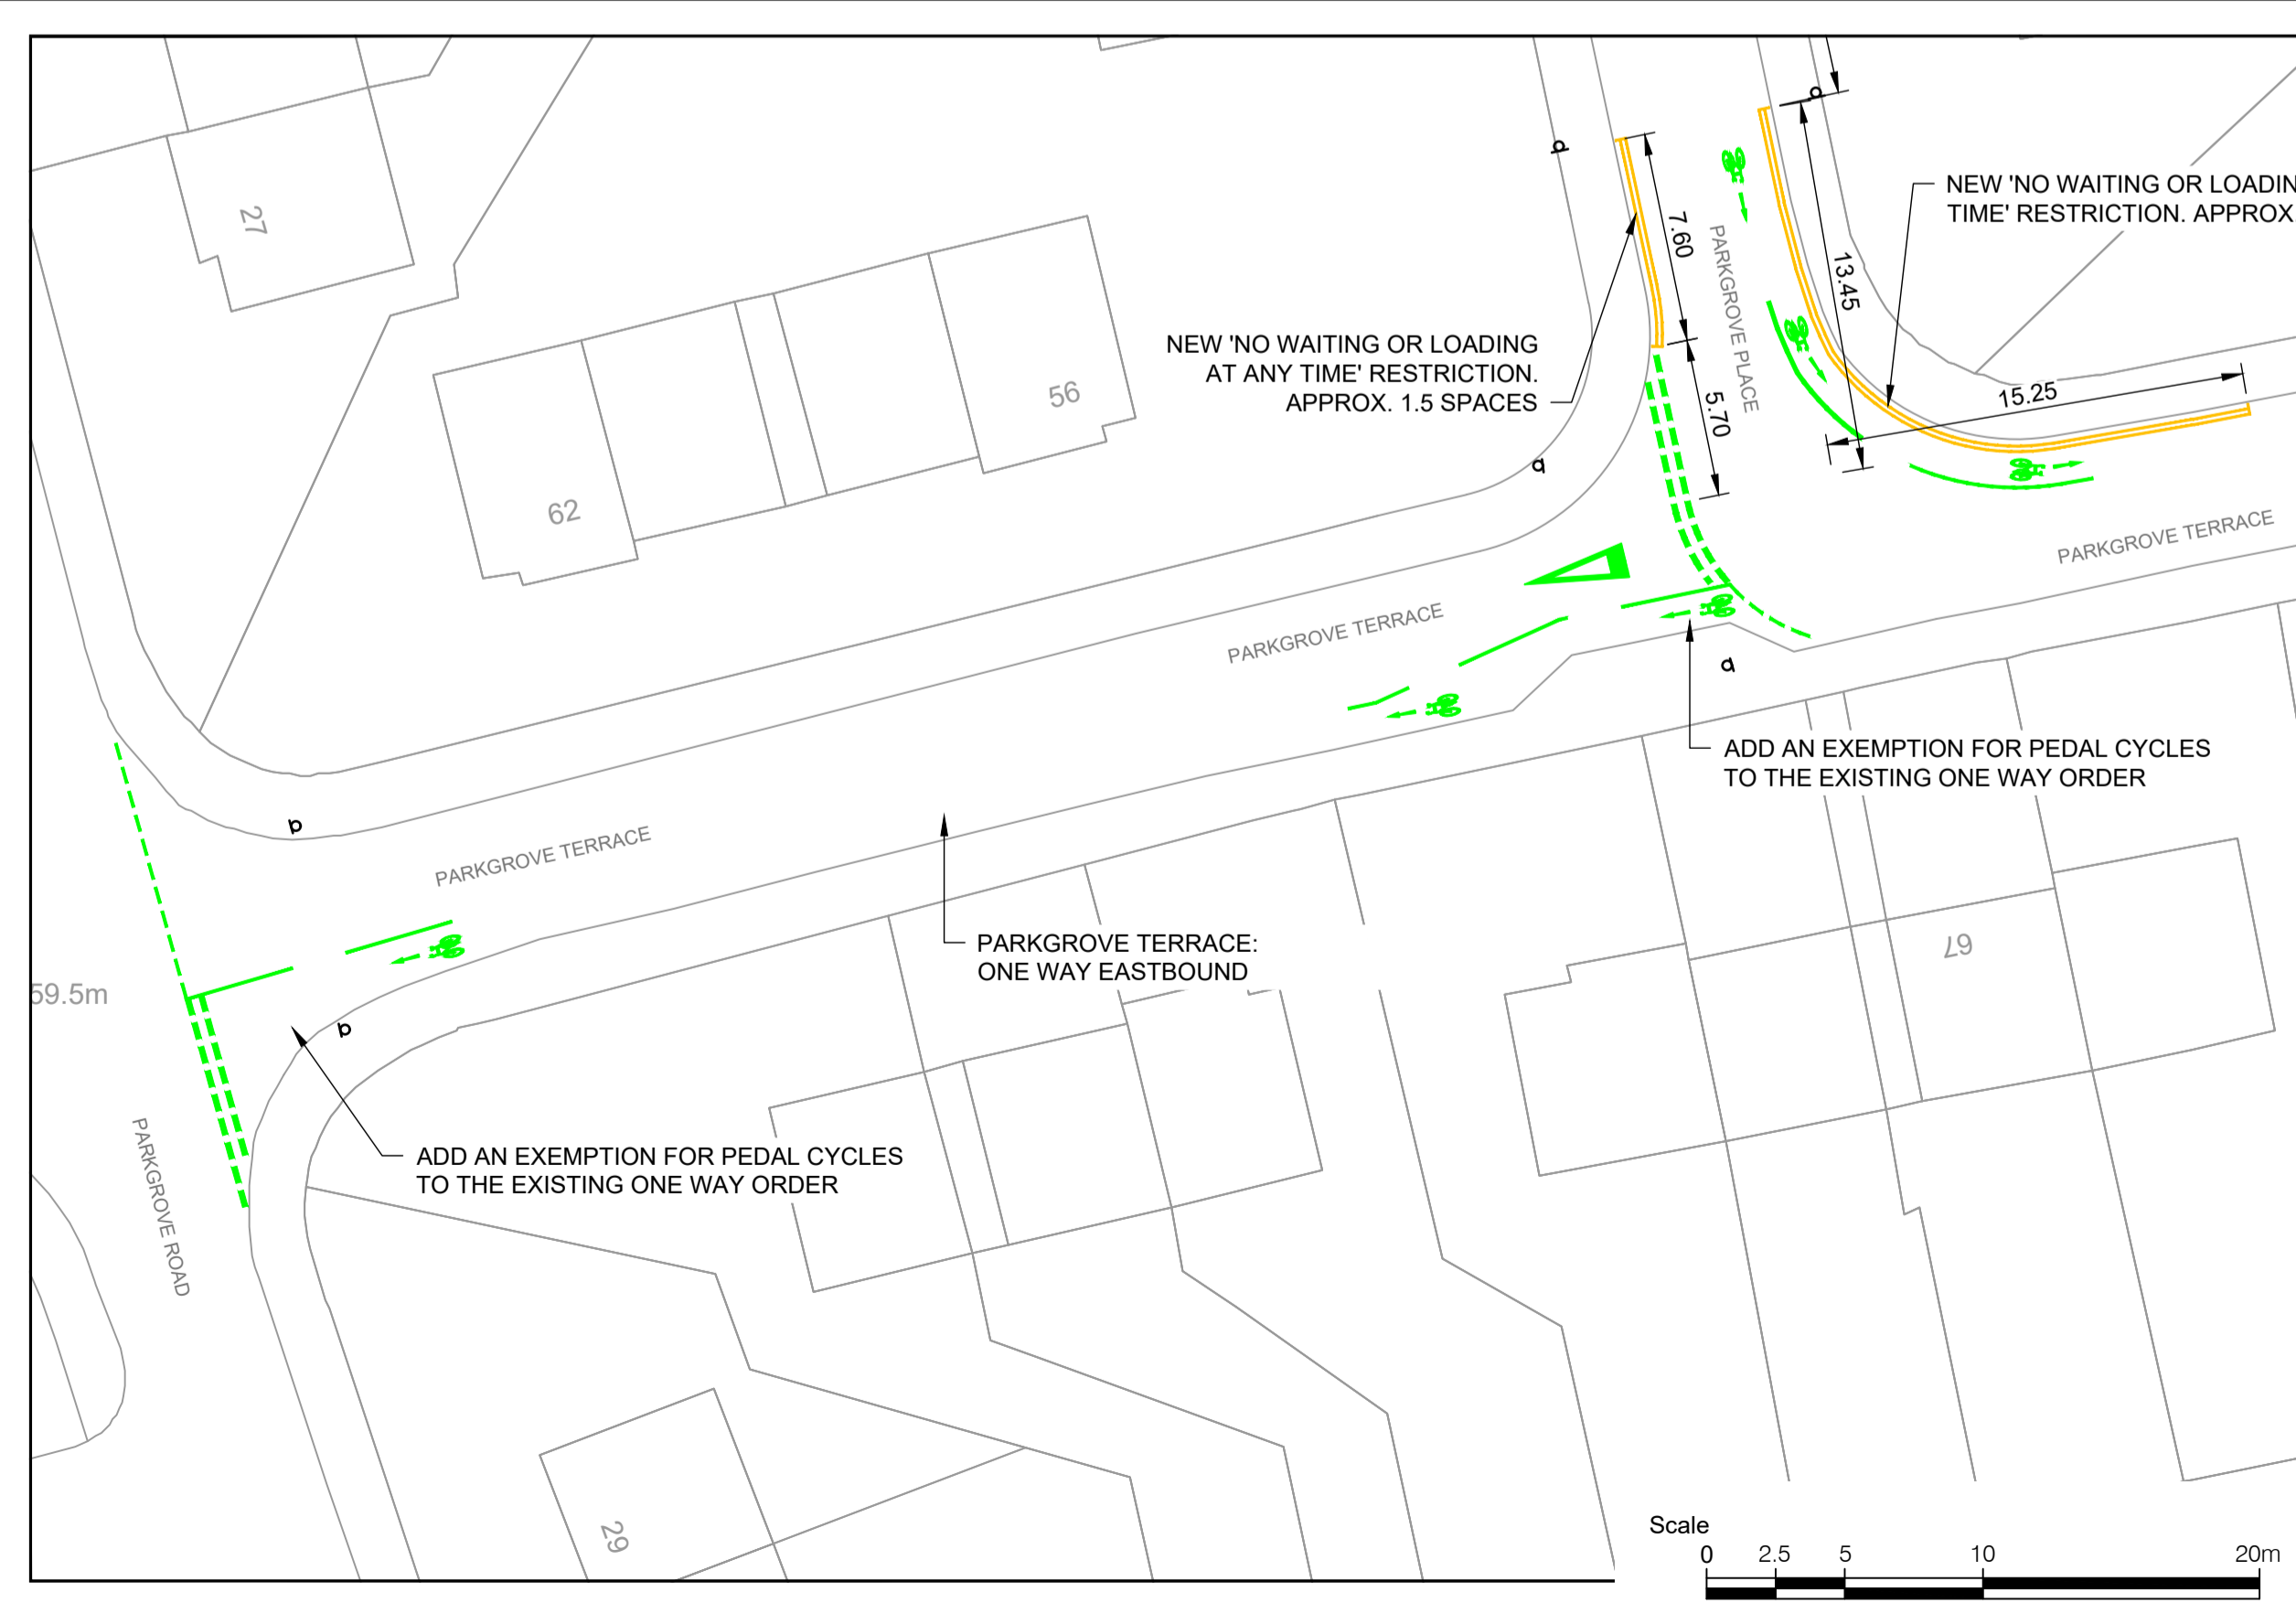 27
62
56
NEW 'NO WAITING OR LOADING
AT ANY TIME' RESTRICTION.
APPROX. 1.5 SPACES
7.60
5.70
PARKGROVE PLACE
13.45
NEW 'NO WAITING OR LOADIN
TIME' RESTRICTION. APPROX
15.25
PARKGROVE TERRACE
PARKGROVE TERRACE
ADD AN EXEMPTION FOR PEDAL CYCLES
TO THE EXISTING ONE WAY ORDER
PARKGROVE TERRACE
PARKGROVE TERRACE:
ONE WAY EASTBOUND
67
59.5m
PARKGROVE ROAD
ADD AN EXEMPTION FOR PEDAL CYCLES
TO THE EXISTING ONE WAY ORDER
29
Scale
0 2.5 5 10 20m